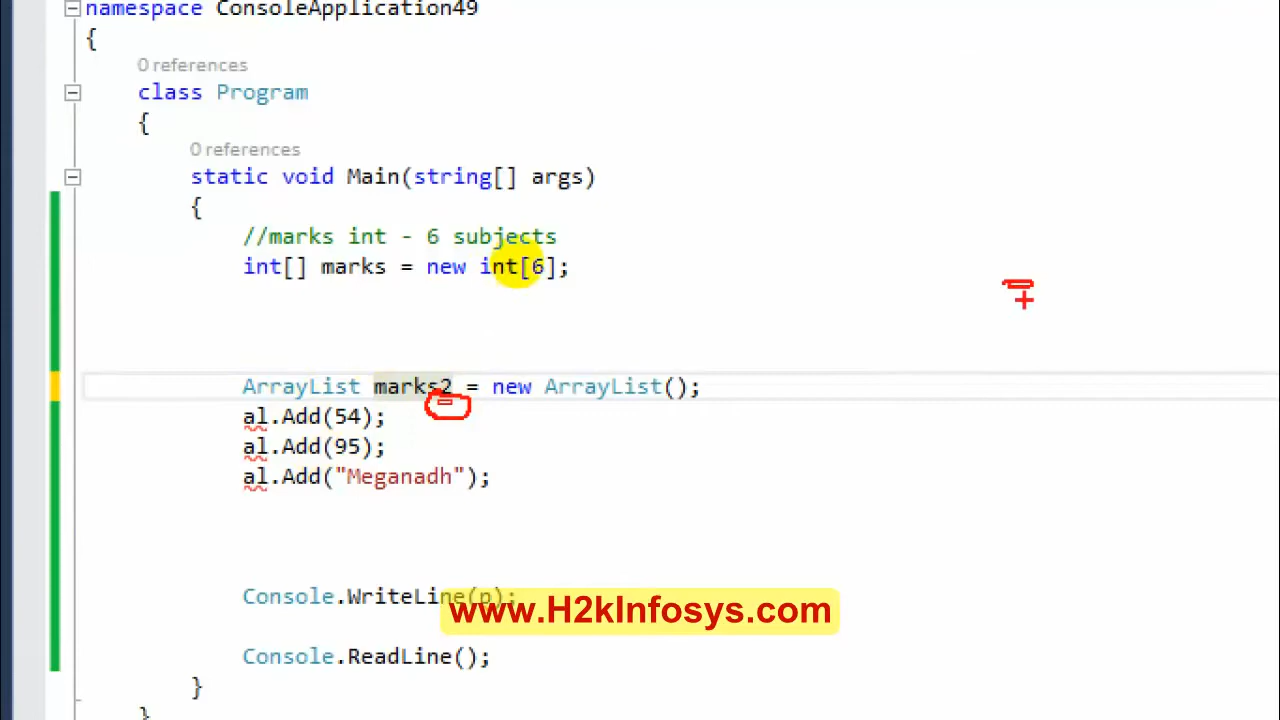 namespace ConsoleApplication49
{
0 references
class Program
{
0 references
static void Main(string[] args)
{
//marks int - 6 subjects
int[] marks = new int[6];
ArrayList marks2 = new ArrayList();
al.Add(54);
al.Add(95);
al.Add("Meganadh");
Console.WriteLine(p);
www.H2kInfosys.com
Console.ReadLine();
}
}